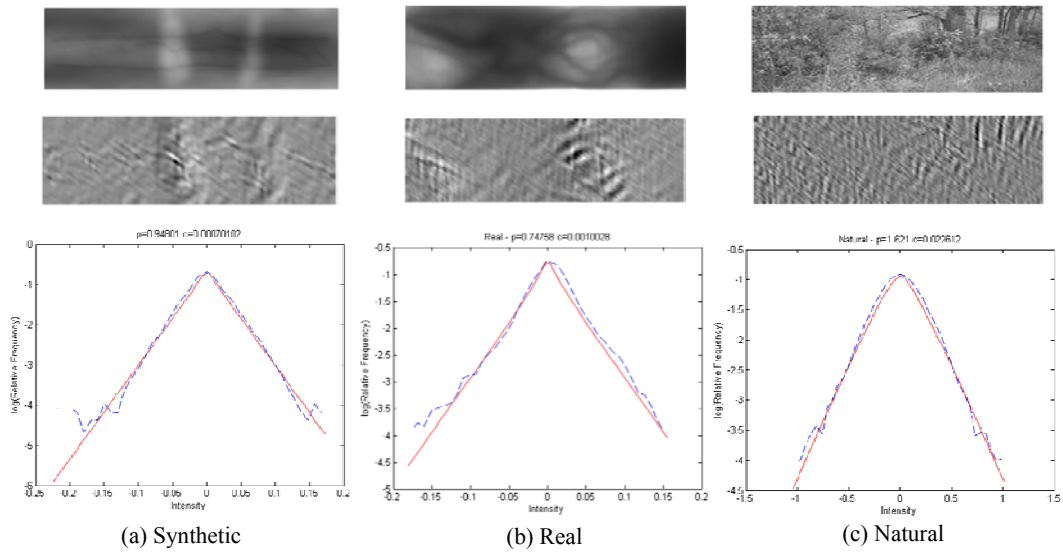 p=0.94601 c=0.00070102
0
-1
-2
-3
-4
-5
-6
log(Relative Frequency)
-0.25 -0.2 -0.15 -0.1 -0.05 0 0.05 0.1 0.15 0.2
Intensity
(a) Synthetic
Real - p=0.74758 c=0.0010028
-0.5
-1
-1.5
-2
-2.5
-3
-3.5
-4
-4.5
-5
log(Relative Frequency)
-0.2 -0.15 -0.1 -0.05 0 0.05 0.1 0.15 0.2
Intensity
(b) Real
Natural - p=1.621
-0.5
-1
-1.5
-2
-2.5
-3
-3.5
-4
-4.5
log(Relative Frequency)
-1.5 -1 -0.5 0 0.5 1 1.5
Intensity
(c) Natural